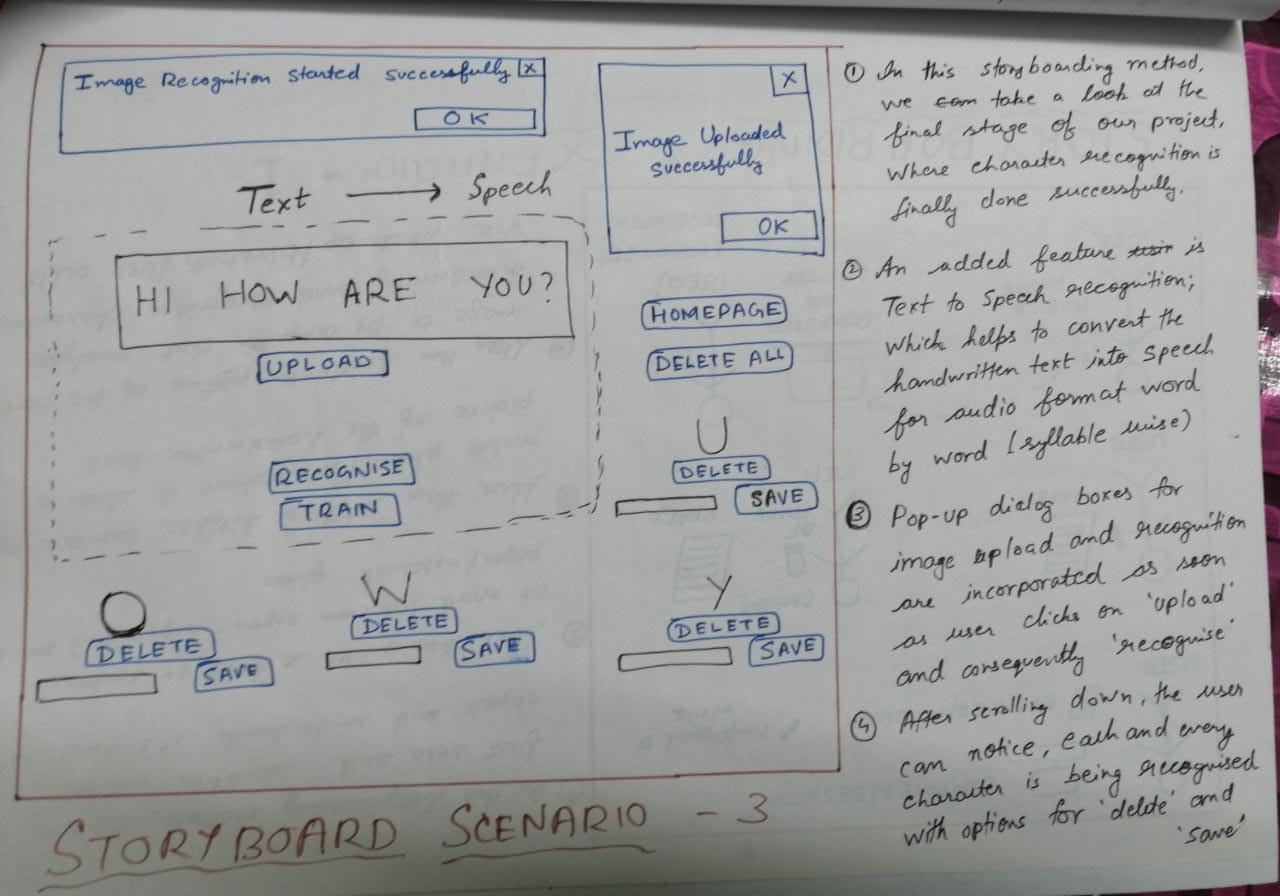 Image Recognition Started Successfully X
OK
X
Image Uploaded
Successfully
OK
Text → Speech
HI HOW ARE YOU?
UPLOAD
RECOGNISE
TRAIN
HOMEPAGE
DELETE ALL
U
DELETE
SAVE
O
DELETE
SAVE
W
DELETE
SAVE
Y
DELETE
SAVE
STORYBOARD SCENARIO - 3
① In this storyboarding method,
we can take a look at the
final stage of our project,
Where character recognition is
finally done successfully.
② An added feature is
Text to Speech recognition;
which helps to convert the
handwritten text into speech
for audio format word
by word (syllable wise)
③ Pop-up dialog boxes for
image upload and recognition
are incorporated as soon
as user clicks on 'upload'
and consequently 'recognise'
④ After scrolling down, the user
can notice, each and every
character is being recognised
with options for 'delete' and
'save'